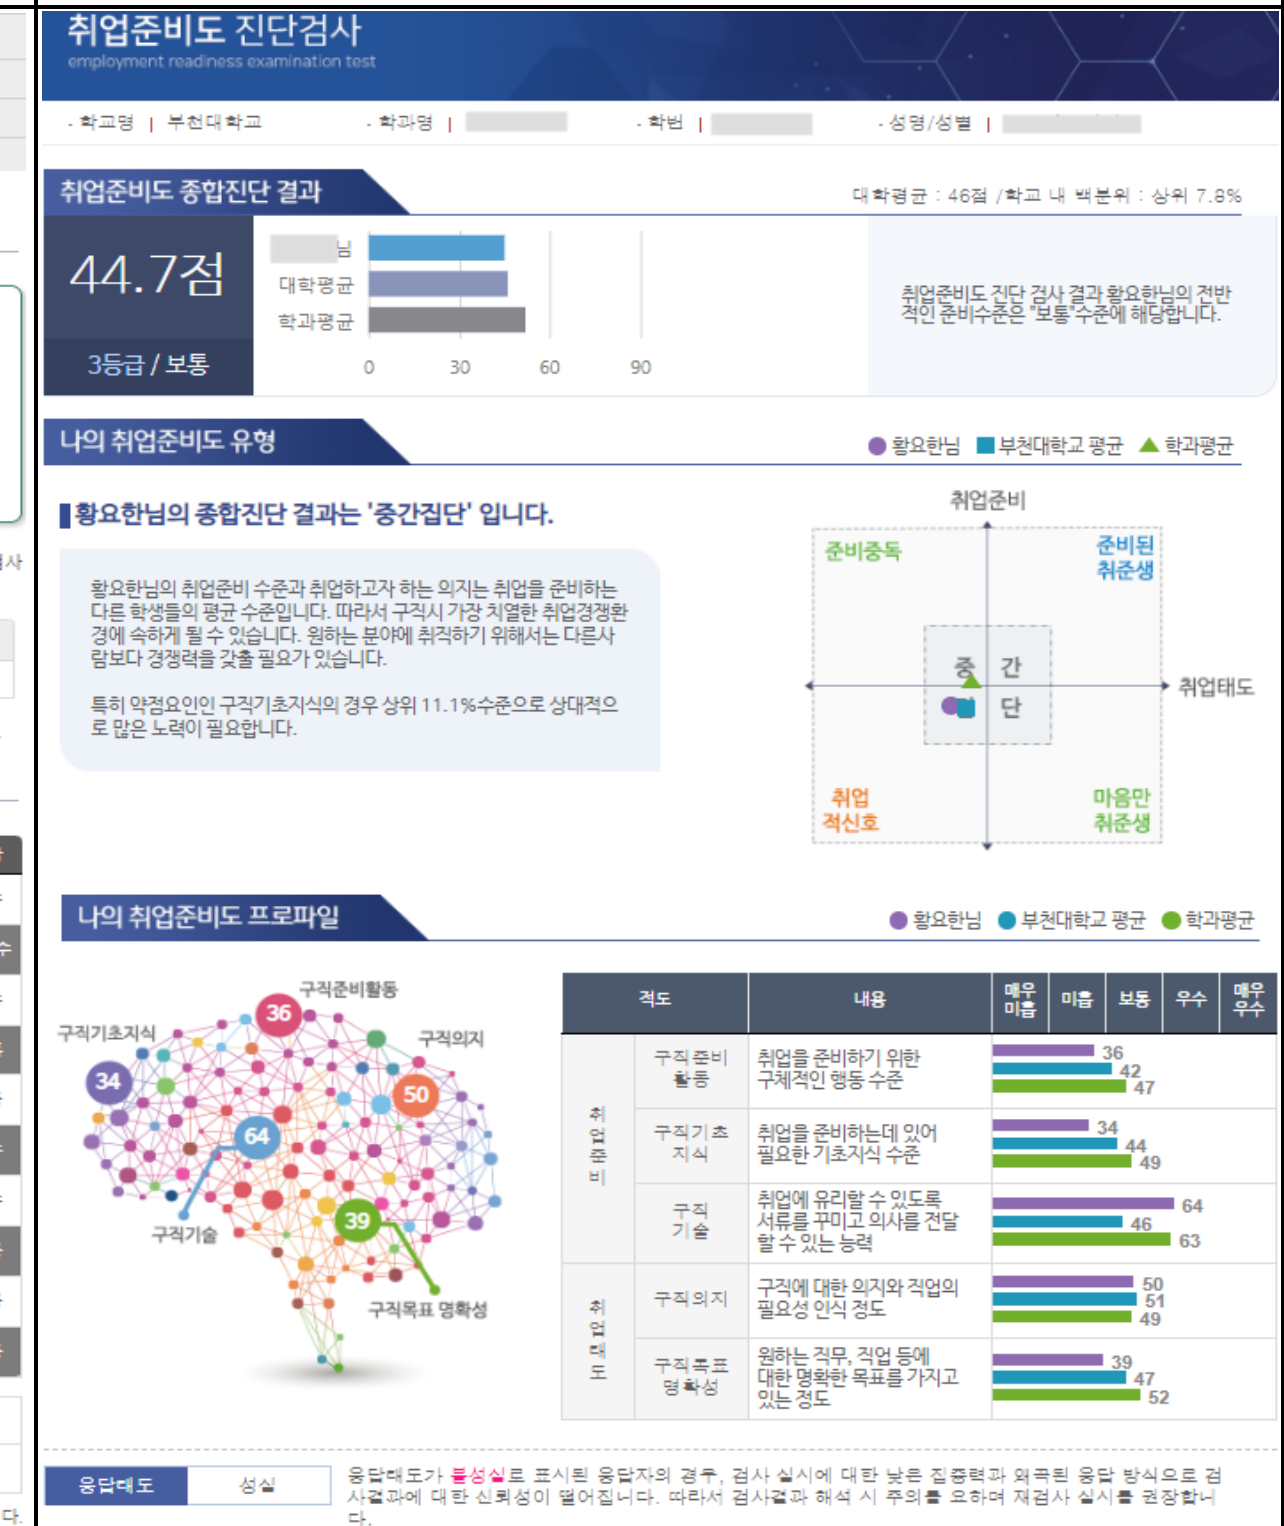 취업준비도 진단검사
employment readiness examination test
- 학교명 | 부천대학교 - 학과명 | - 학번 | - 성명/성별 |
취업준비도 종합진단 결과
대학평균 : 46점 /학교 내 백분위 : 상위 7.8%
44.7점
3등급 / 보통
님
대학평균
학과평균
0 30 60 90
취업준비도 진단 검사 결과 황요한님의 전반
적인 준비수준은 "보통"수준에 해당합니다.
나의 취업준비도 유형
황요한님 부천대학교 평균 학과평균
황요한님의 종합진단 결과는 '중간집단' 입니다.
황요한님의 취업준비 수준과 취업하고자 하는 의지는 취업을 준비하는
다른 학생들의 평균 수준입니다. 따라서 구직시 가장 치열한 취업경쟁환
경에 속하게 될 수 있습니다. 원하는 분야에 취직하기 위해서는 다른사
람보다 경쟁력을 갖출 필요가 있습니다.
특히 약점요인인 구직기초지식의 경우 상위 11.1%수준으로 상대적으
로 많은 노력이 필요합니다.
취업준비
준비중독
준비된
취준생
중 간
단
취업태도
취업
적신호
마음만
취준생
나의 취업준비도 프로파일
황요한님 부천대학교 평균 학과평균
구직준비활동
36
구직기초지식
34
구직의지
50
64
구직기술
39
구직목표 명확성
척도 내용 매우 미흡 미흡 보통 우수 매우 우수
취업준비
구직준비
활동
취업을 준비하기 위한
구체적인 행동 수준
36
42
47
구직기초
지식
취업을 준비하는데 있어
필요한 기초지식 수준
34
44
49
구직
기술
취업에 유리할 수 있도록
서류를 꾸미고 의사를 전달
할 수 있는 능력
64
46
63
취업태도
구직의지
구직에 대한 의지와 직업의
필요성 인식 정도
50
51
49
구직목표
명확성
원하는 직무, 직업 등에
대한 명확한 목표를 가지고
있는 정도
39
47
52
응답태도 성실
응답태도가 불성실로 표시된 응답자의 경우, 검사 실시에 대한 낮은 집중력과 왜곡된 응답 방식으로 검
사결과에 대한 신뢰성이 떨어집니다. 따라서 검사결과 해석 시 주의를 요하며 재검사 실시를 권장합니
다.